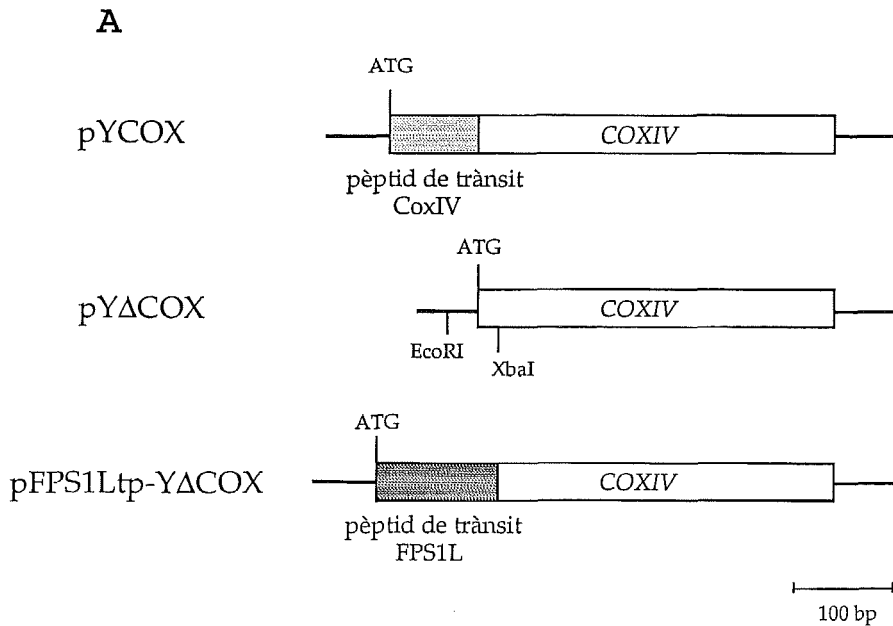 A
ATG
pYCOX
COXIV
pèptid de trànsit
CoxIV
ATG
pYΔCOX
COXIV
EcoRI
XbaI
ATG
pFPS1Ltp-YΔCOX
COXIV
pèptid de trànsit
FPS1L
100 bp